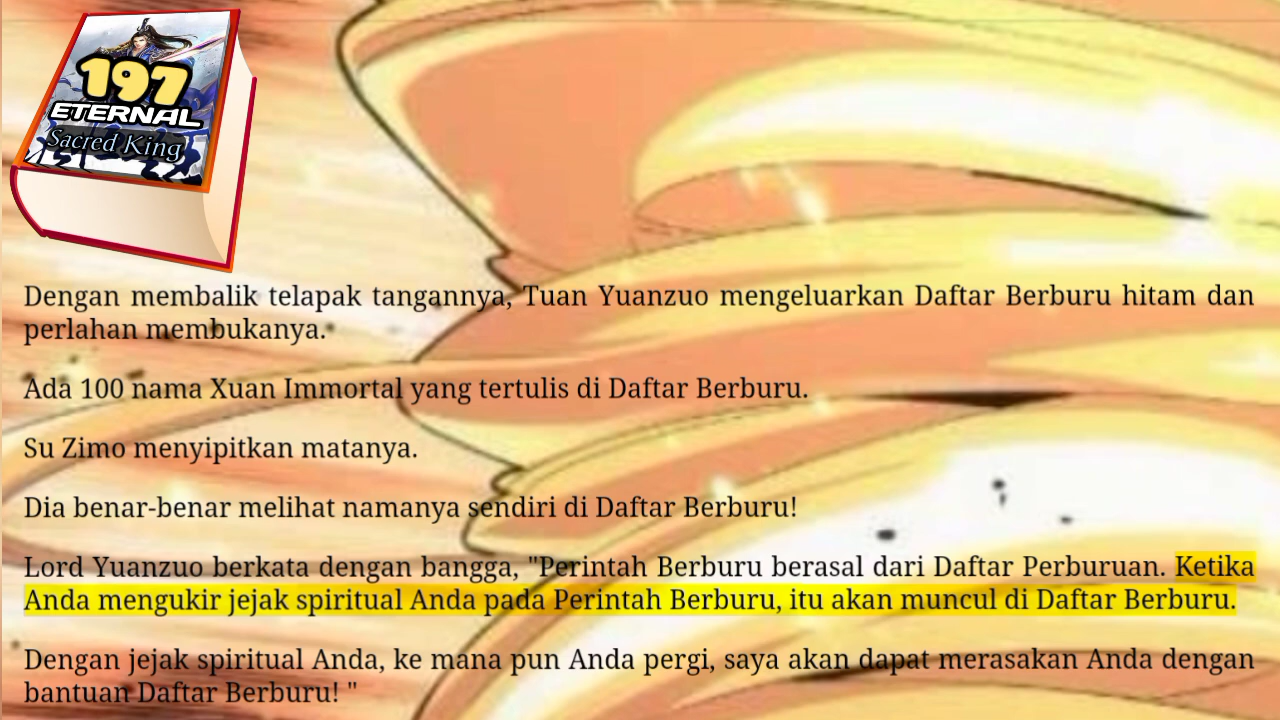 197
ETERNAL
Sacred King
Dengan membalik telapak tangannya, Tuan Yuanzuo mengeluarkan Daftar Berburu hitam dan
perlahan membukanya.
Ada 100 nama Xuan Immortal yang tertulis di Daftar Berburu.
Su Zimo menyipitkan matanya.
Dia benar-benar melihat namanya sendiri di Daftar Berburu!
Lord Yuanzuo berkata dengan bangga, "Perintah Berburu berasal dari Daftar Perburuan. Ketika
Anda mengukir jejak spiritual Anda pada Perintah Berburu, itu akan muncul di Daftar Berburu.
Dengan jejak spiritual Anda, ke mana pun Anda pergi, saya akan dapat merasakan Anda dengan
bantuan Daftar Berburu! "